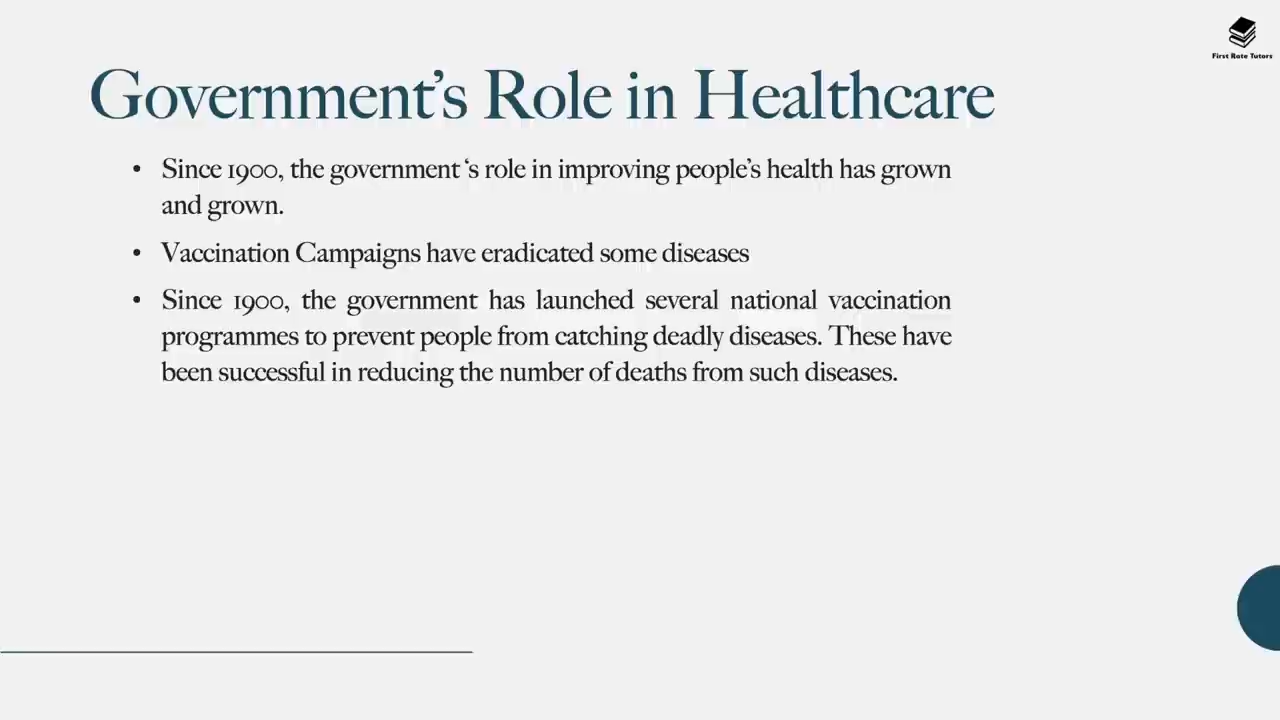 First Rate Tutors
Government's Role in Healthcare
• Since 1900, the government 's role in improving people's health has grown
and grown.
• Vaccination Campaigns have eradicated some diseases
• Since 1900, the government has launched several national vaccination
programmes to prevent people from catching deadly diseases. These have
been successful in reducing the number of deaths from such diseases.